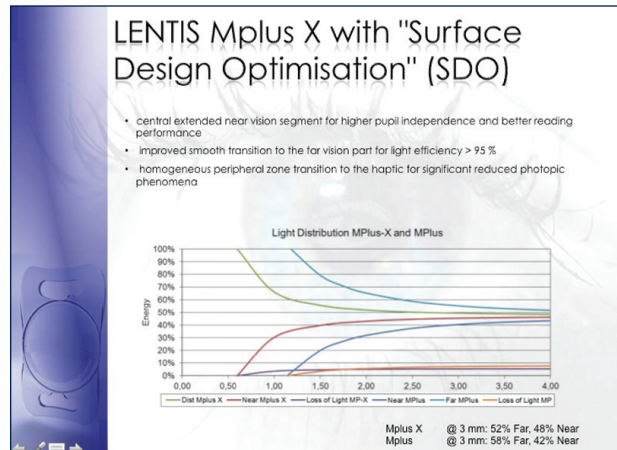 LENTIS Mplus X with "Surface
Design Optimisation" (SDO)
• central extended near vision segment for higher pupil independence and better reading
performance
• improved smooth transition to the far vision part for light efficiency > 95 %
• homogeneous peripheral zone transition to the haptic for significant reduced photopic
phenomena
Light Distribution MPlus-X and MPlus
Energy
100%
90%
80%
70%
60%
50%
40%
30%
20%
10%
0%
0,00 0,50 1,00 1,50 2,00 2,50 3,00 3,50 4,00
Dist Mplus X Near Mplus X Loss of Light MP-X Near MPlus Far MPlus Loss of Light MP
Mplus X @ 3 mm: 52% Far, 48% Near
Mplus @ 3 mm: 58% Far, 42% Near